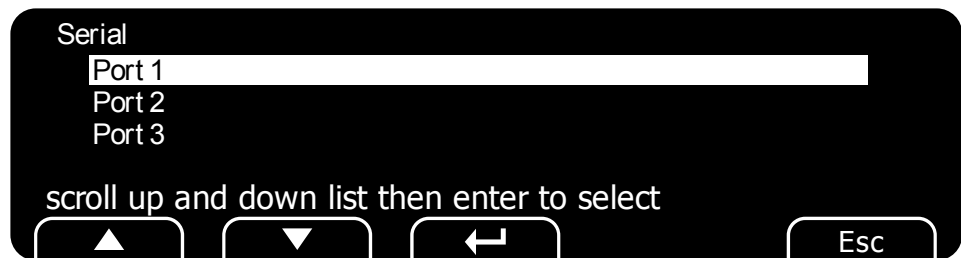 Serial
Port 1
Port 2
Port 3
scroll up and down list then enter to select
Esc